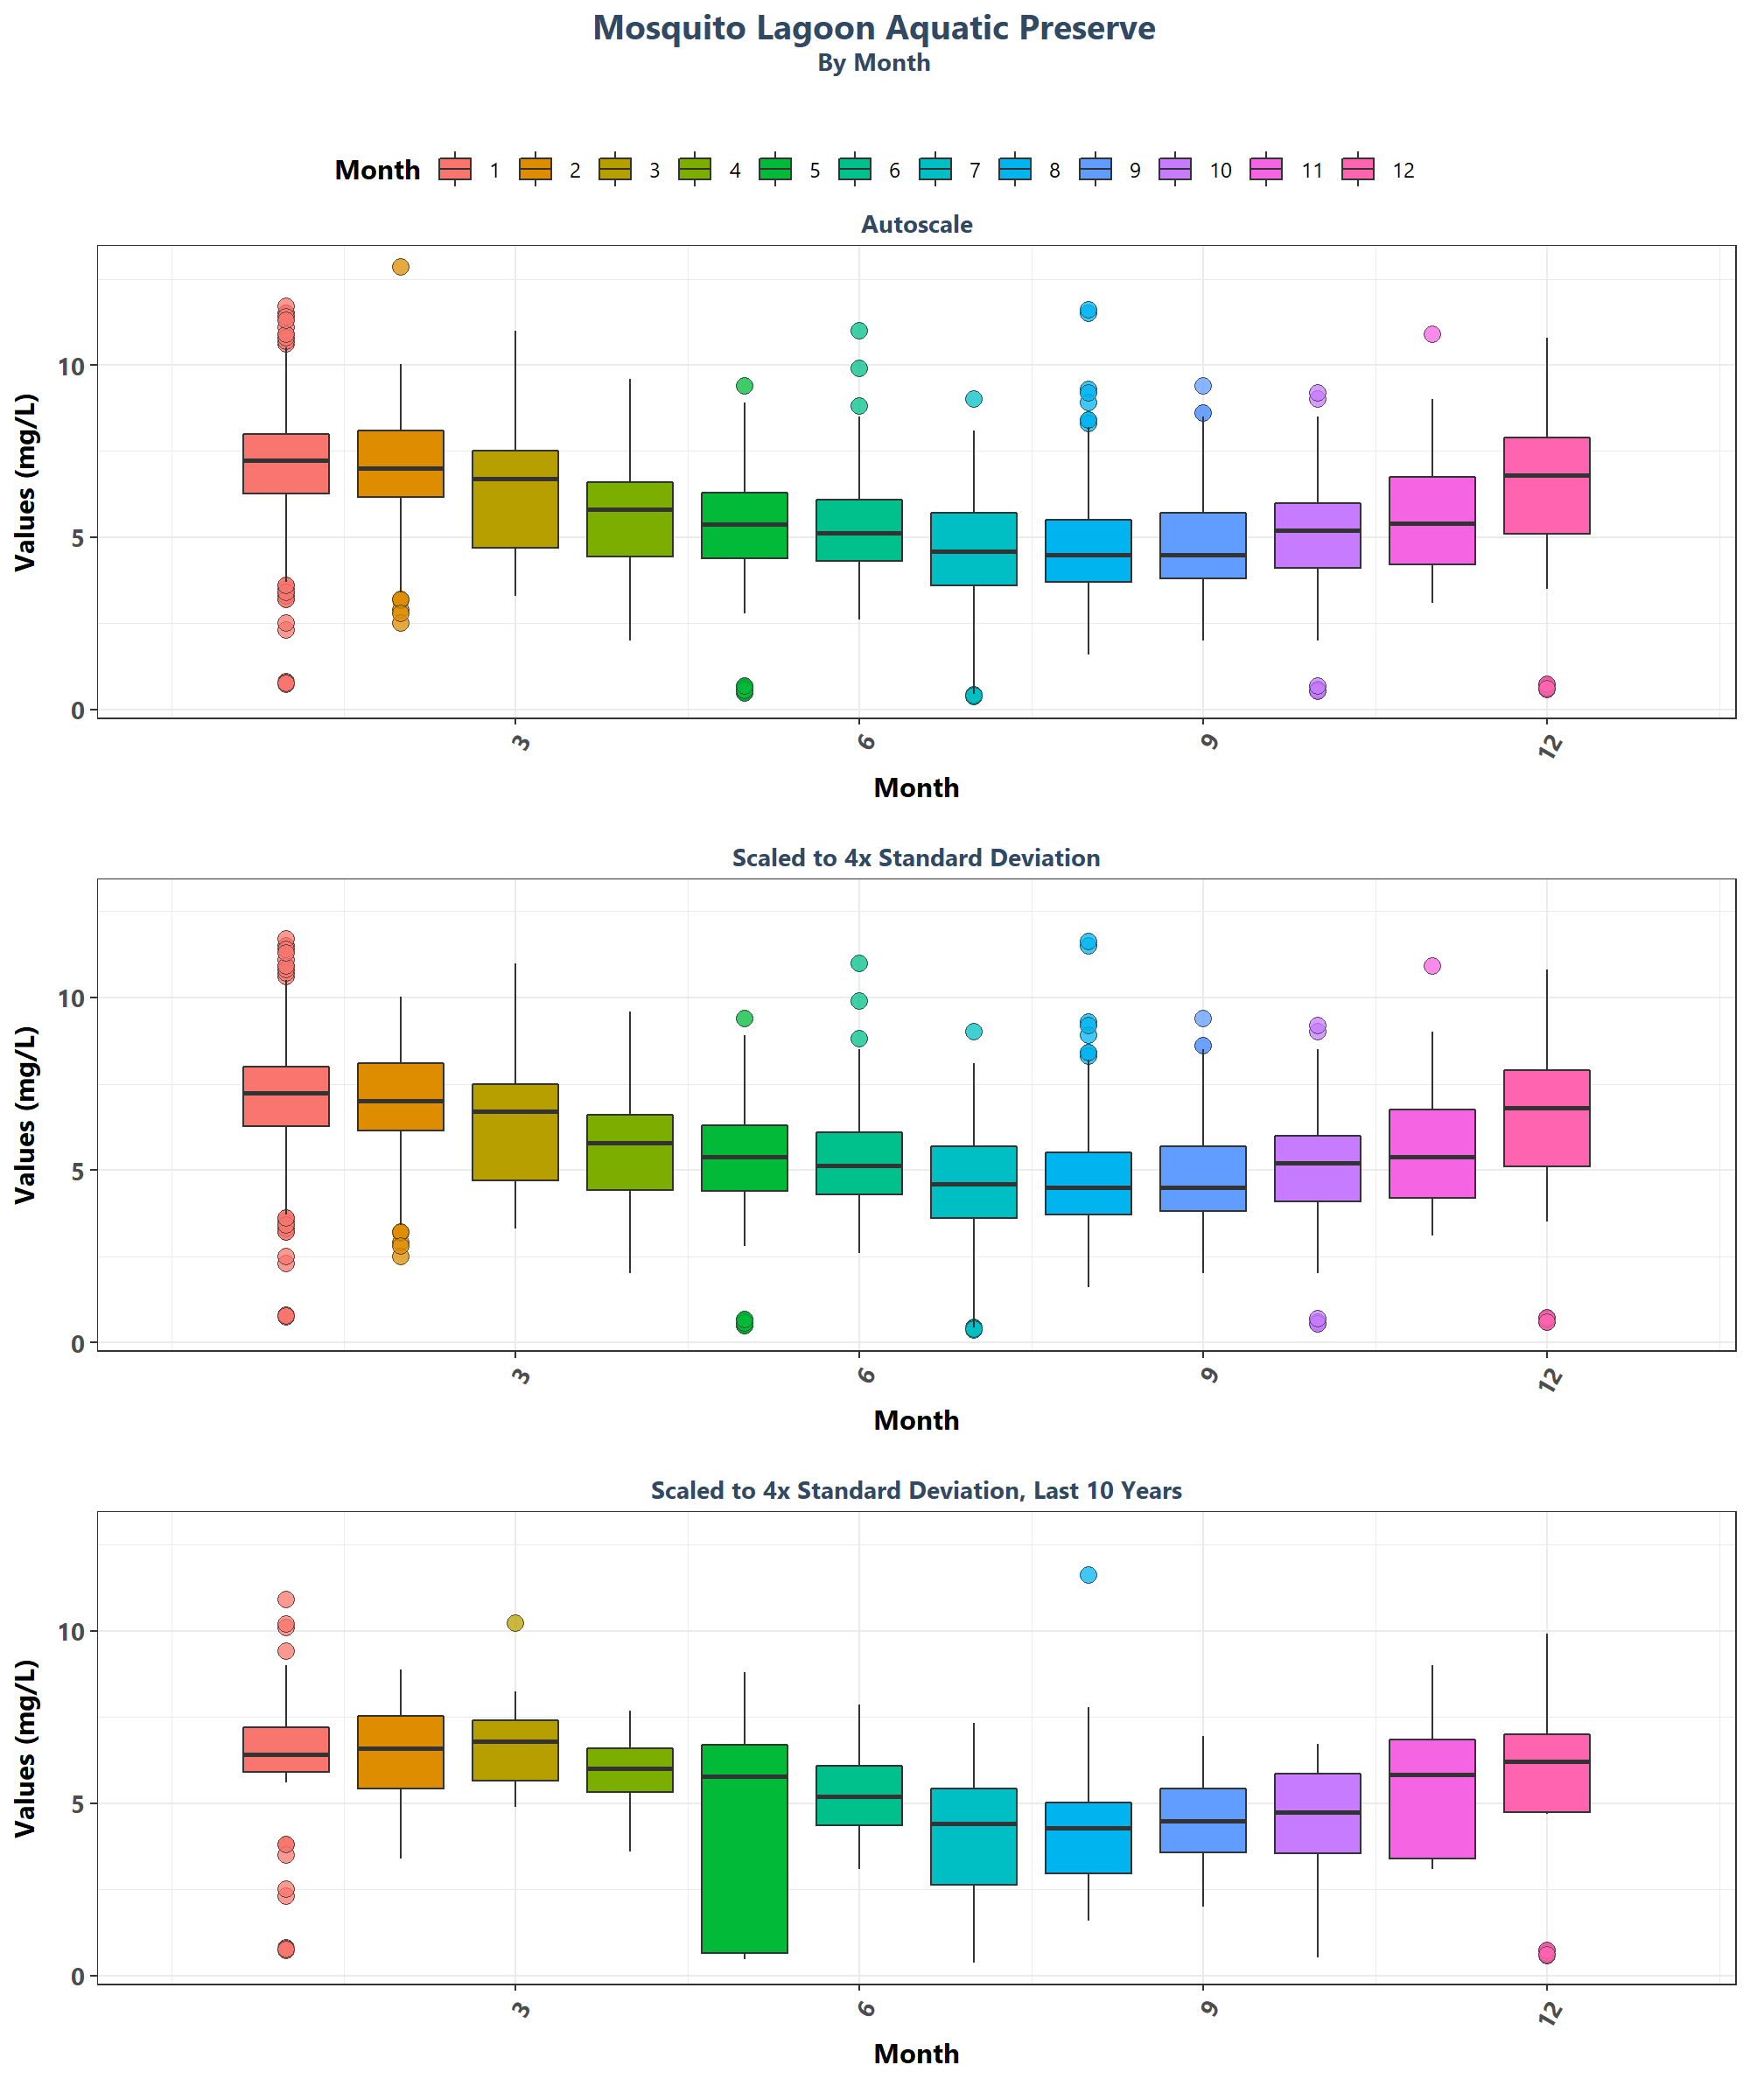 Mosquito Lagoon Aquatic Preserve
By Month
Month 1 2 3 4 5 6 7 8 9 10 11 12
Autoscale
Values (mg/L)
10
5
0
3 6 9 12
Month
Scaled to 4x Standard Deviation
Values (mg/L)
10
5
0
3 6 9 12
Month
Scaled to 4x Standard Deviation, Last 10 Years
Values (mg/L)
10
5
0
3 6 9 12
Month